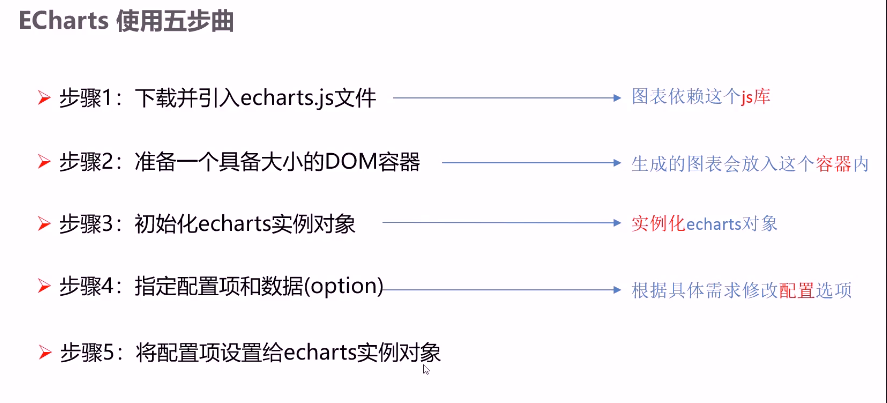 ECharts 使用五步曲
步骤1：下载并引入echarts.js文件 图表依赖这个js库
步骤2：准备一个具备大小的DOM容器 生成的图表会放入这个容器内
步骤3：初始化echarts实例对象 实例化echarts对象
步骤4：指定配置项和数据(option) 根据具体需求修改配置选项
步骤5：将配置项设置给echarts实例对象